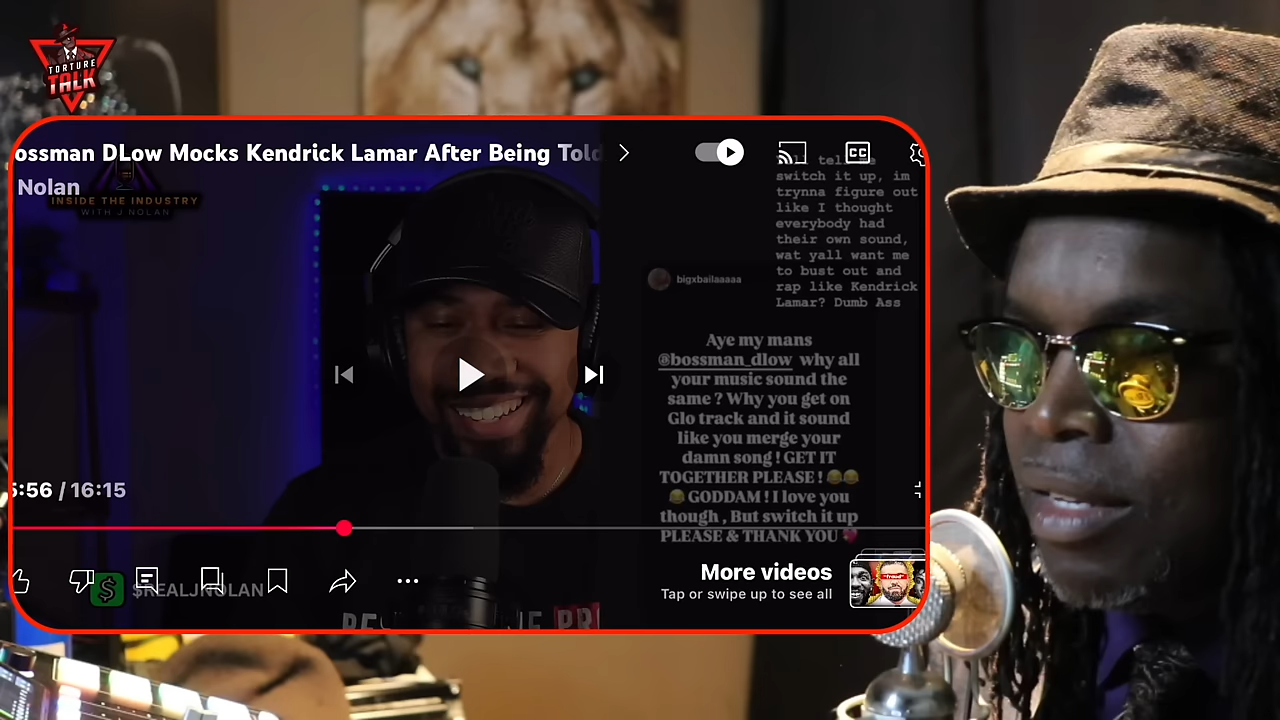 TORTURE
TALK
ossman DLow Mocks Kendrick Lamar After Being Told
Nolan
INSIDE THE INDUSTRY
WITH J NOLAN
CC
tell me
switch it up, im
trynna figure out
like I thought
everybody had
their own sound,
wat yall want me
to bust out and
rap like Kendrick
Lamar? Dumb Ass
bigxbailaaaaa
Aye my mans
@bossman_dlow why all
your music sound the
same ? Why you get on
Glo track and it sound
like you merge your
damn song ! GET IT
TOGETHER PLEASE ! 😂😂
😂 GODDAM ! I love you
though , But switch it up
PLEASE & THANK YOU 💖
5:56 / 16:15
$REALJNOLAN
More videos
Tap or swipe up to see all
"fraud"